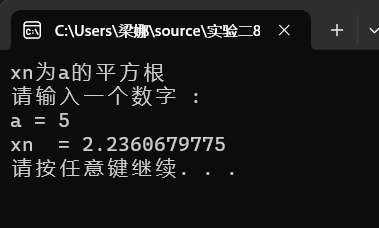 C:\Users\梁娜\source\实验二8
xn为a的平方根
请输入一个数字 :
a = 5
xn  = 2.2360679775
请按任意键继续. . .